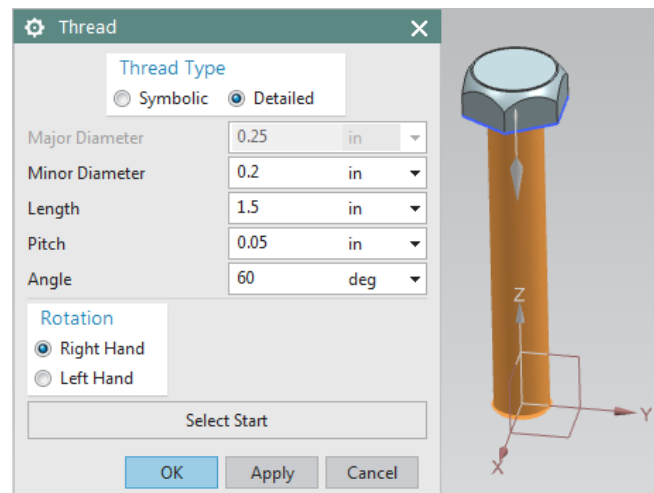 Thread
Thread Type
Symbolic Detailed
Major Diameter 0.25 in
Minor Diameter 0.2 in
Length 1.5 in
Pitch 0.05 in
Angle 60 deg
Rotation
Right Hand
Left Hand
Select Start
OK Apply Cancel
Z
Y
X